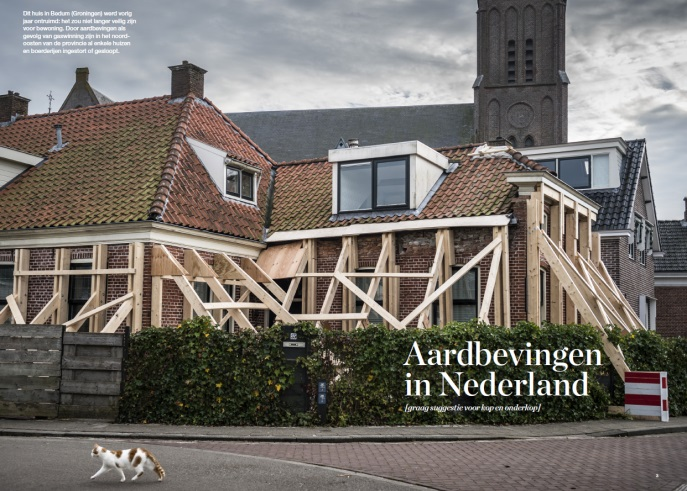 Dit huis in Bedum (Groningen) werd vorig
jaar ontruimd: het zou niet langer veilig zijn
voor bewoning. Door aardbevingen als
gevolg van gaswinning zijn in het noord-
oosten van de provincie al enkele huizen
en boerderijen ingestort of gesloopt.
Aardbevingen
in Nederland
[graag suggestie voor kop en onderkop]